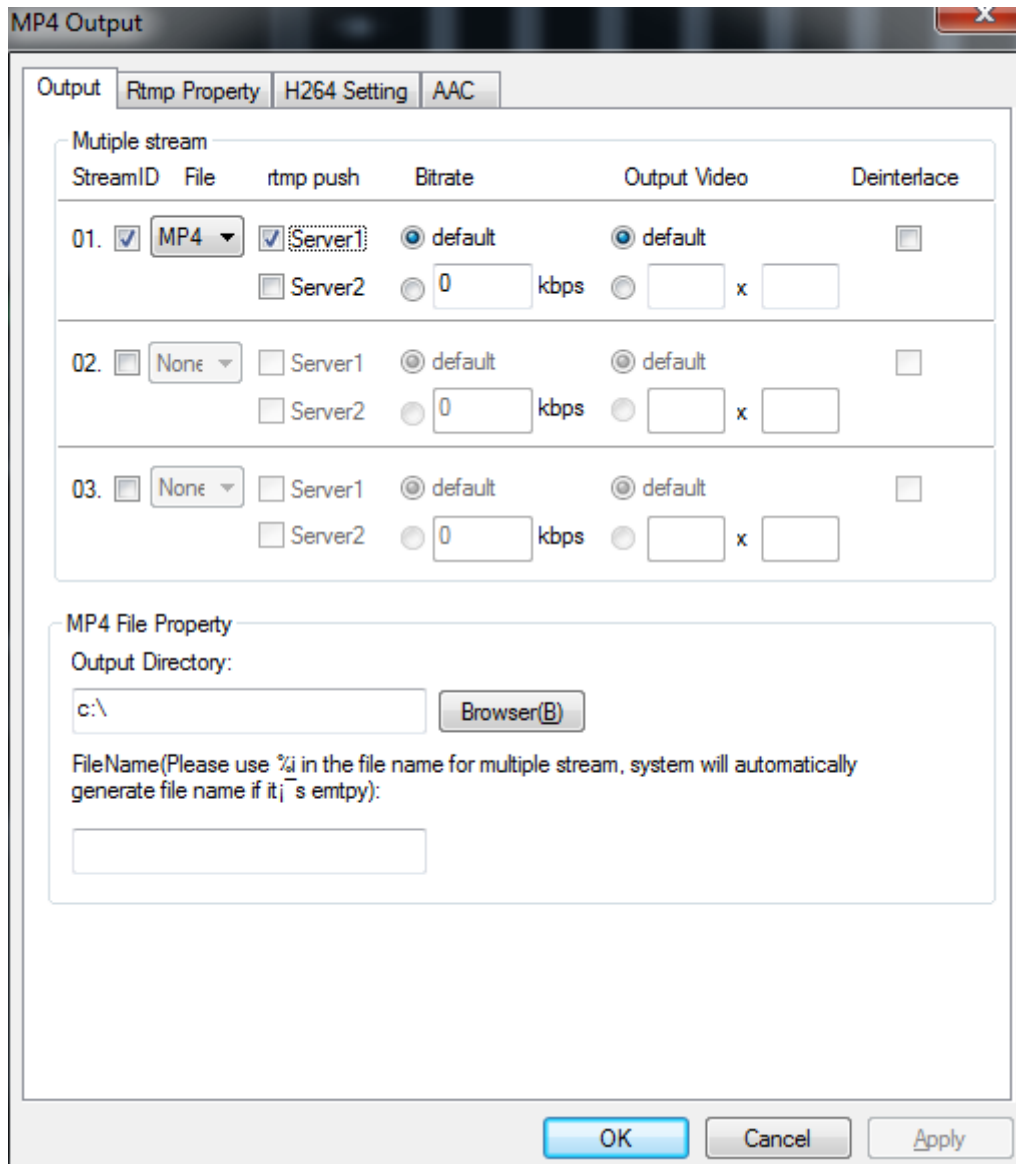 MP4 Output
X
Output Rtmp Property H264 Setting AAC
Mutiple stream
StreamID File rtmp push Bitrate Output Video Deinterlace
01. MP4 Server1 default default
Server2 0 kbps x
02. None Server1 default default
Server2 0 kbps x
03. None Server1 default default
Server2 0 kbps x
MP4 File Property
Output Directory:
c:\ Browser(B)
FileName(Please use %i in the file name for multiple stream, system will automatically
generate file name if it¡¯s emtpy):
OK Cancel Apply